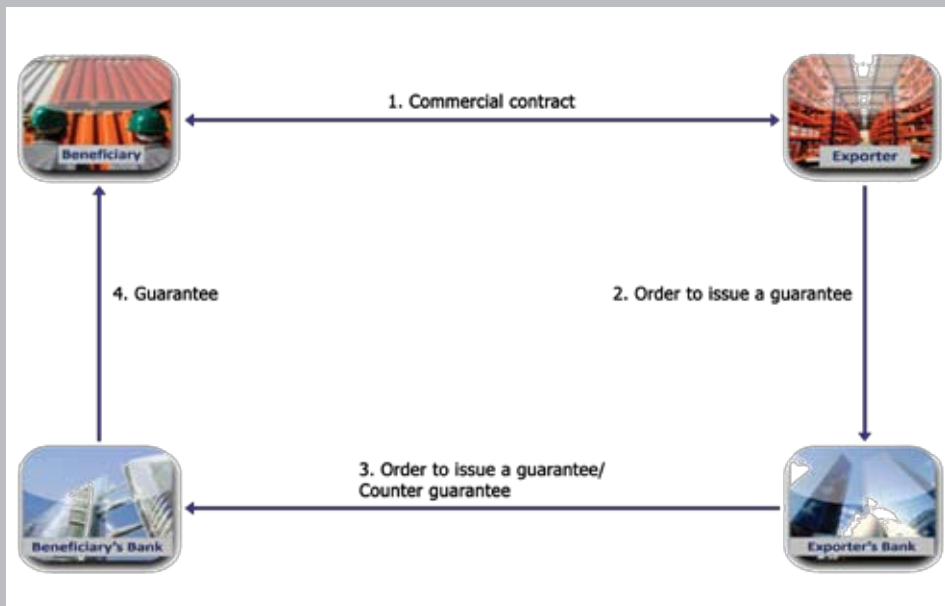 1. Commercial contract
Beneficiary
Exporter
4. Guarantee
2. Order to issue a guarantee
3. Order to issue a guarantee/
Counter guarantee
Beneficiary's Bank
Exporter's Bank